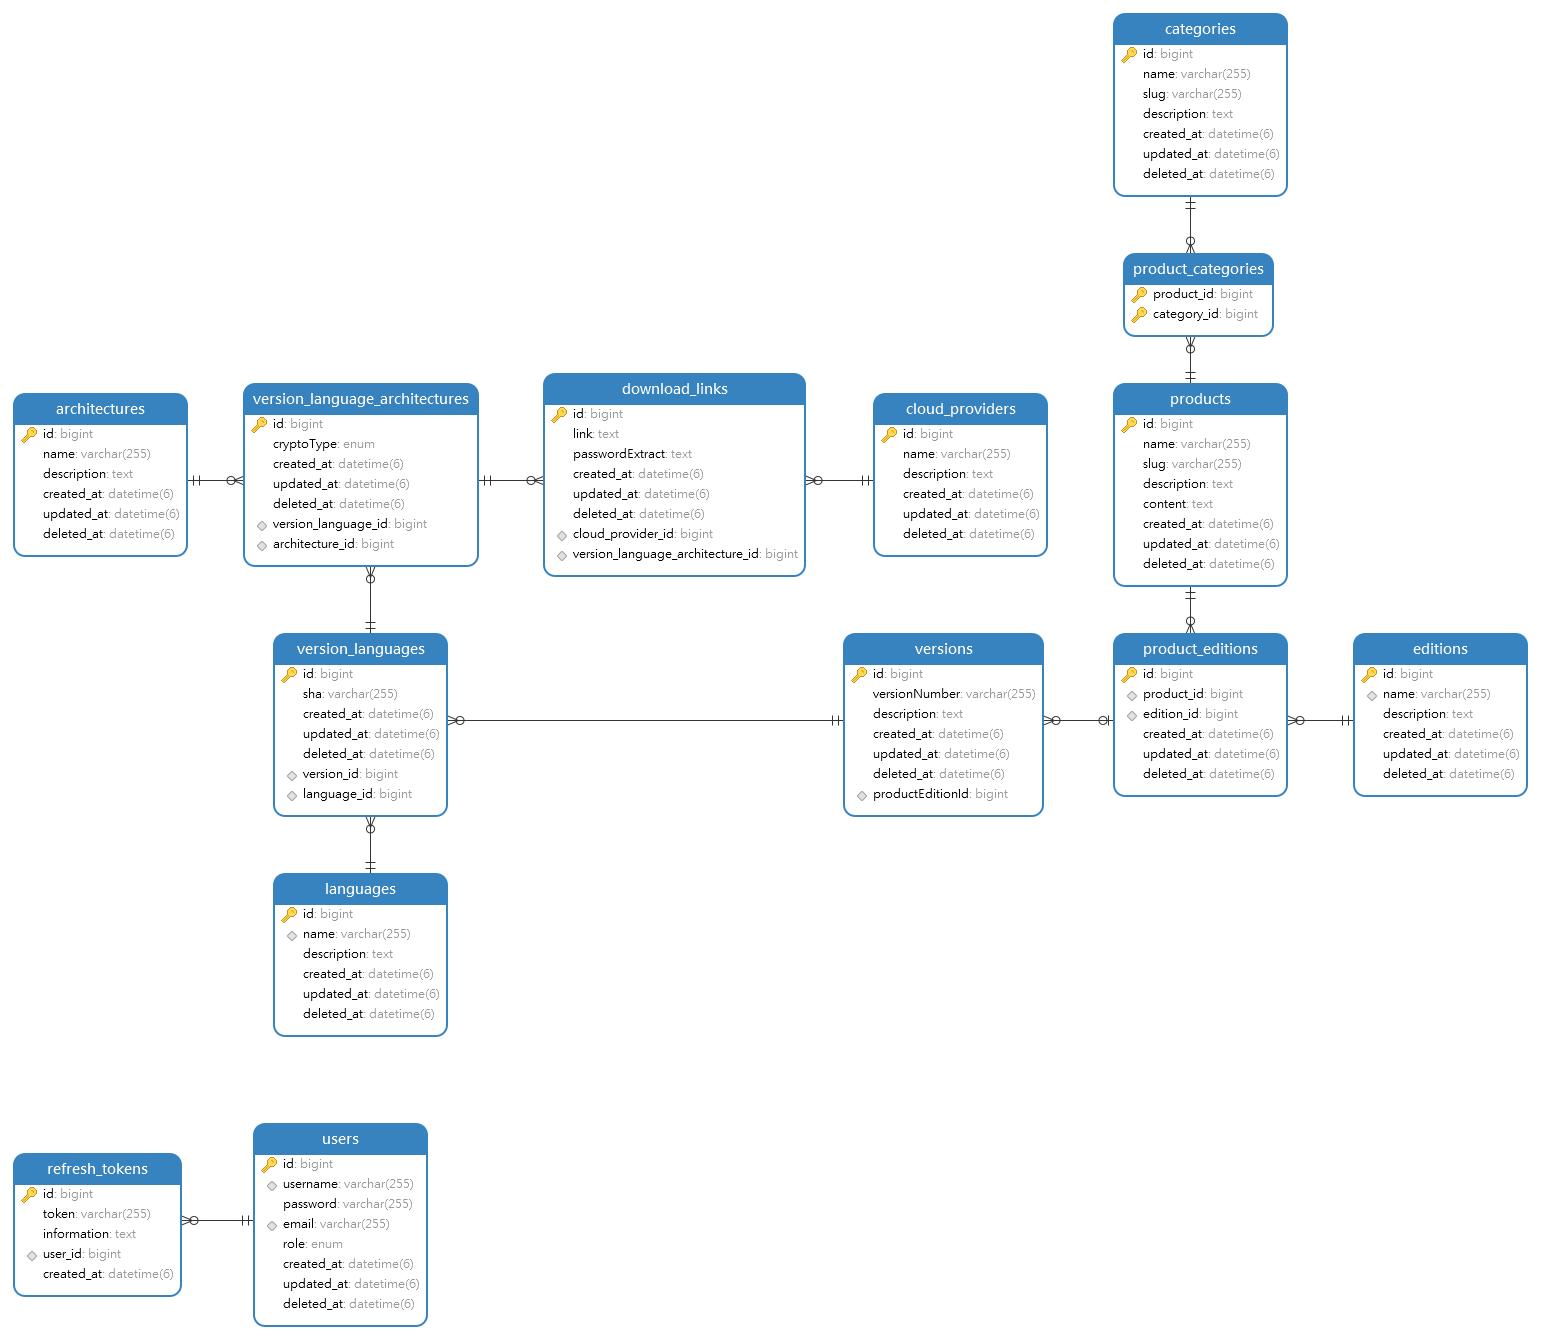 categories
id: bigint
name: varchar(255)
slug: varchar(255)
description: text
created_at: datetime(6)
updated_at: datetime(6)
deleted_at: datetime(6)
product_categories
product_id: bigint
category_id: bigint
architectures
id: bigint
name: varchar(255)
description: text
created_at: datetime(6)
updated_at: datetime(6)
deleted_at: datetime(6)
version_language_architectures
id: bigint
cryptoType: enum
created_at: datetime(6)
updated_at: datetime(6)
deleted_at: datetime(6)
version_language_id: bigint
architecture_id: bigint
download_links
id: bigint
link: text
passwordExtract: text
created_at: datetime(6)
updated_at: datetime(6)
deleted_at: datetime(6)
cloud_provider_id: bigint
version_language_architecture_id: bigint
cloud_providers
id: bigint
name: varchar(255)
description: text
created_at: datetime(6)
updated_at: datetime(6)
deleted_at: datetime(6)
products
id: bigint
name: varchar(255)
slug: varchar(255)
description: text
content: text
created_at: datetime(6)
updated_at: datetime(6)
deleted_at: datetime(6)
version_languages
id: bigint
sha: varchar(255)
created_at: datetime(6)
updated_at: datetime(6)
deleted_at: datetime(6)
version_id: bigint
language_id: bigint
versions
id: bigint
versionNumber: varchar(255)
description: text
created_at: datetime(6)
updated_at: datetime(6)
deleted_at: datetime(6)
productEditionId: bigint
product_editions
id: bigint
product_id: bigint
edition_id: bigint
created_at: datetime(6)
updated_at: datetime(6)
deleted_at: datetime(6)
editions
id: bigint
name: varchar(255)
description: text
created_at: datetime(6)
updated_at: datetime(6)
deleted_at: datetime(6)
languages
id: bigint
name: varchar(255)
description: text
created_at: datetime(6)
updated_at: datetime(6)
deleted_at: datetime(6)
refresh_tokens
id: bigint
token: varchar(255)
information: text
user_id: bigint
created_at: datetime(6)
users
id: bigint
username: varchar(255)
password: varchar(255)
email: varchar(255)
role: enum
created_at: datetime(6)
updated_at: datetime(6)
deleted_at: datetime(6)